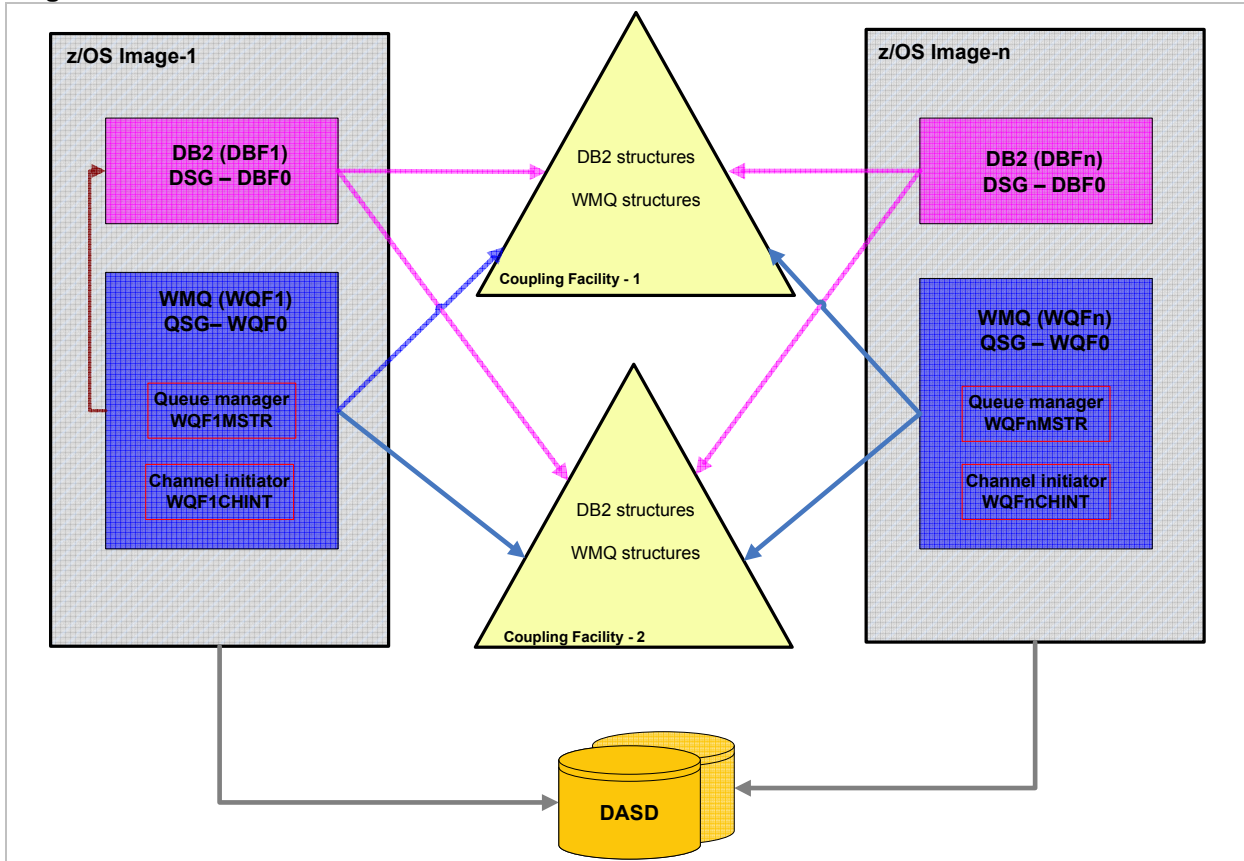 z/OS Image-1
DB2 (DBF1)
DSG – DBF0
WMQ (WQF1)
QSG– WQF0
Queue manager
WQF1MSTR
Channel initiator
WQF1CHINT
DB2 structures
WMQ structures
Coupling Facility - 1
DB2 structures
WMQ structures
Coupling Facility - 2
z/OS Image-n
DB2 (DBFn)
DSG – DBF0
WMQ (WQFn)
QSG – WQF0
Queue manager
WQFnMSTR
Channel initiator
WQFnCHINT
DASD